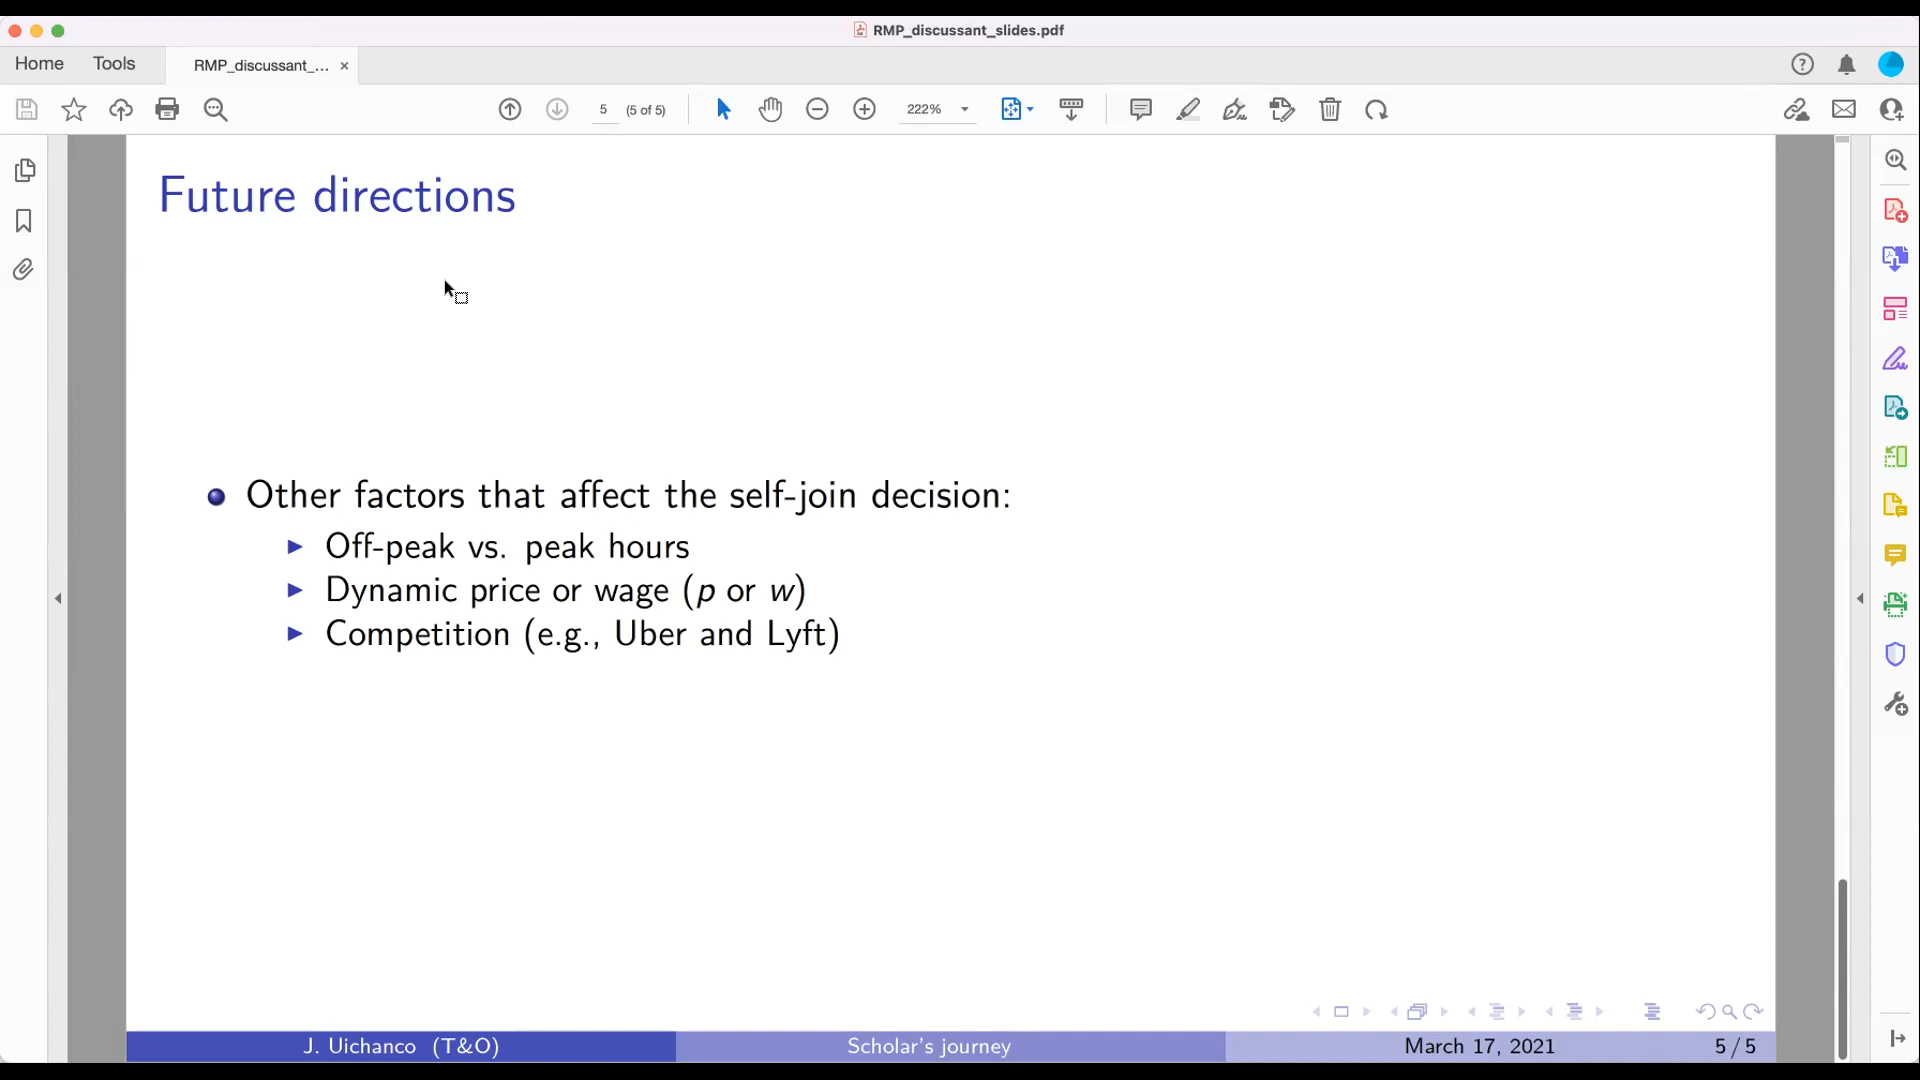 RMP_discussant_slides.pdf
Home Tools RMP_discussant_... ×
5 (5 of 5) 222%
Future directions
Other factors that affect the self-join decision:
Off-peak vs. peak hours
Dynamic price or wage (p or w)
Competition (e.g., Uber and Lyft)
J. Uichanco (T&O) Scholar's journey March 17, 2021 5 / 5